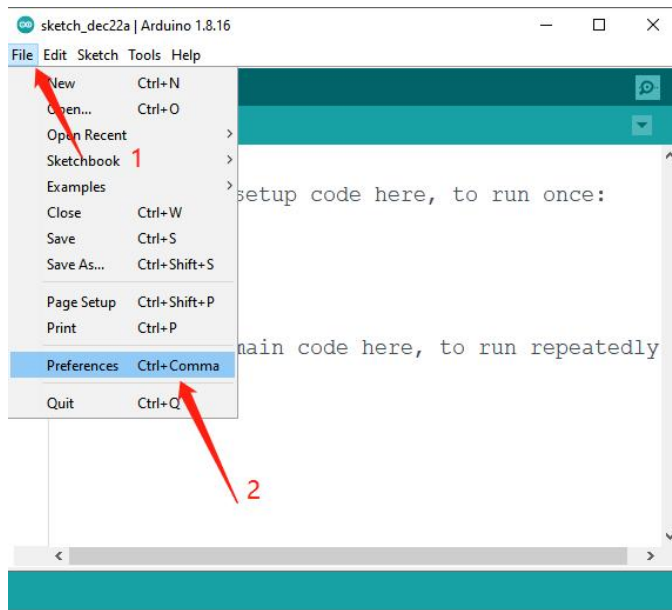 sketch_dec22a | Arduino 1.8.16
File Edit Sketch Tools Help
New Ctrl+N
Open... Ctrl+O
Open Recent
Sketchbook 1
Examples
setup code here, to run once:
Close Ctrl+W
Save Ctrl+S
Save As... Ctrl+Shift+S
Page Setup Ctrl+Shift+P
Print Ctrl+P
main code here, to run repeatedly
Preferences Ctrl+Comma
Quit Ctrl+Q
2